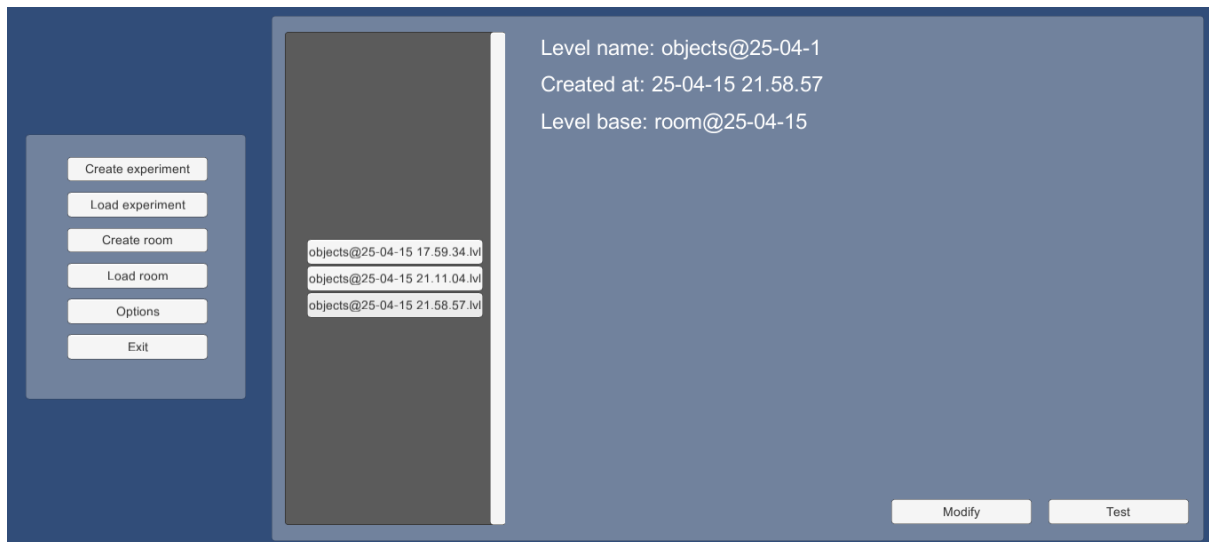 Create experiment
Load experiment
Create room
Load room
Options
Exit
objects@25-04-15 17.59.34.lvl
objects@25-04-15 21.11.04.lvl
objects@25-04-15 21.58.57.lvl
Level name: objects@25-04-1
Created at: 25-04-15 21.58.57
Level base: room@25-04-15
Modify
Test